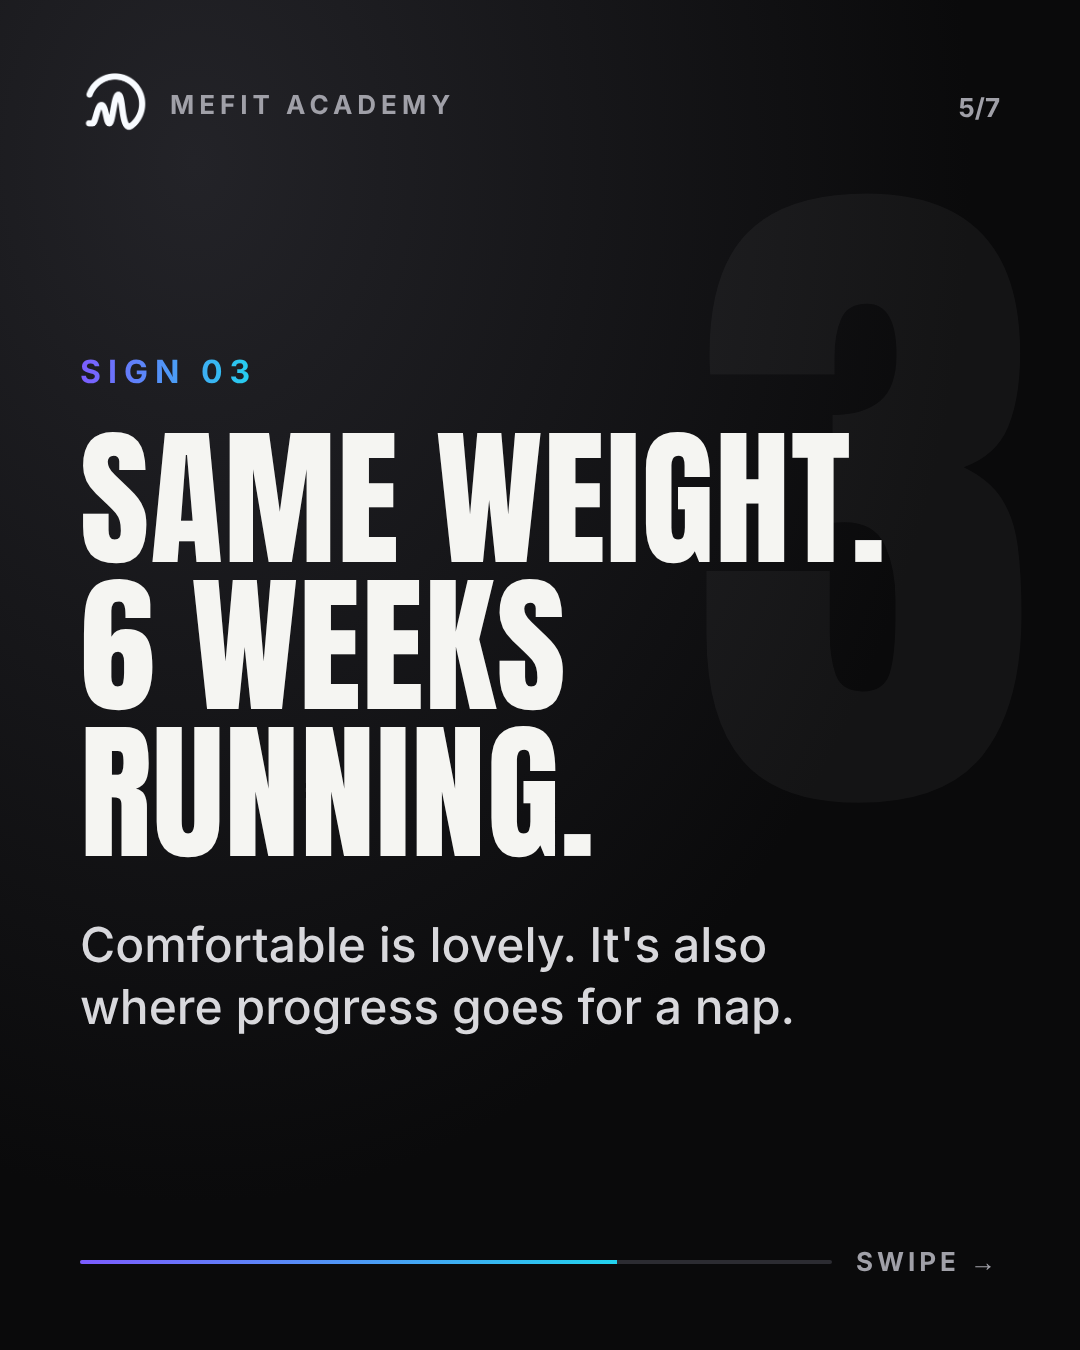 MEFIT ACADEMY
5/7
SIGN 03
3
SAME WEIGHT.
6 WEEKS
RUNNING.
Comfortable is lovely. It's also
where progress goes for a nap.
SWIPE →